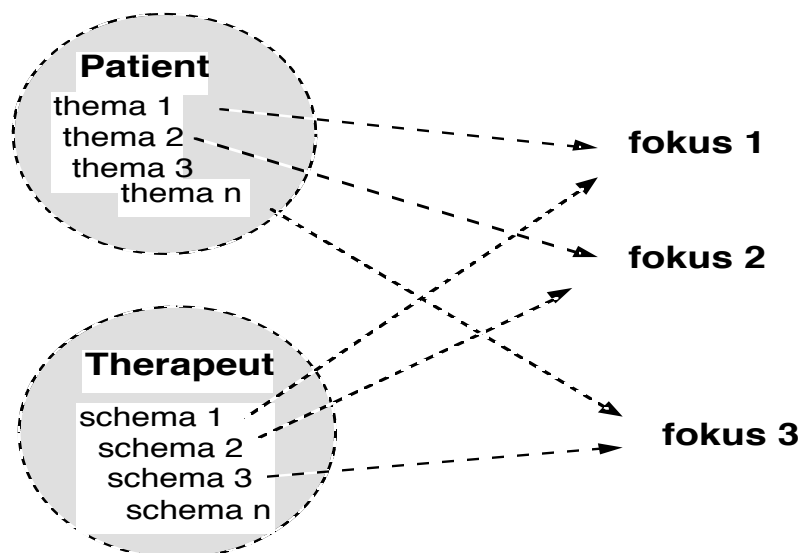 Patient
thema 1
thema 2
thema 3
thema n
fokus 1
fokus 2
Therapeut
schema 1
schema 2
schema 3
schema n
fokus 3